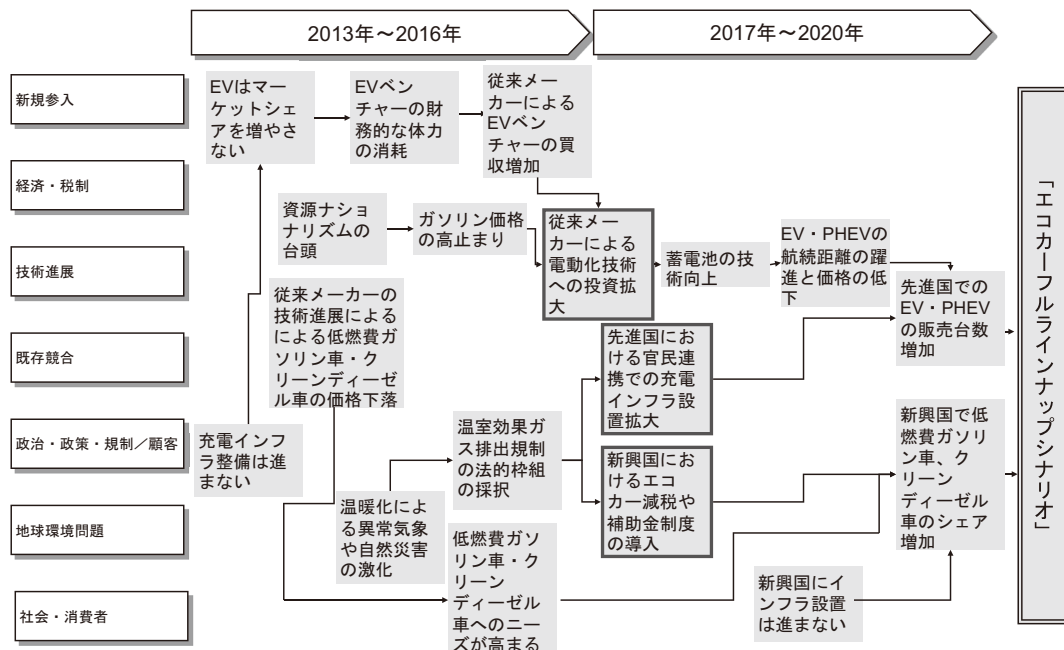 2013年～2016年
2017年～2020年
新規参入
経済・税制
技術進展
既存競合
政治・政策・規制／顧客
地球環境問題
社会・消費者
EVはマー
ケットシェ
アを増やさ
ない
EVベン
チャーの財
務的な体力
の消耗
従来メー
カーによる
EVベン
チャーの買
収増加
資源ナショ
ナリズムの
台頭
ガソリン価格
の高止まり
従来メー
カーによる
電動化技術
への投資拡
大
蓄電池の技
術向上
EV・PHEVの
航続距離の躍
進と価格の低
下
先進国での
EV・PHEV
の販売台数
増加
従来メーカーの
技術進展による
による低燃費ガ
ソリン車・ク
リーンディーゼ
ル車の価格下落
先進国にお
ける官民連
携での充電
インフラ設
置拡大
充電インフ
ラ整備は進
まない
温室効果ガ
ス排出規制
の法的枠組
の採択
新興国にお
けるエコ
カー減税や
補助金制度
の導入
新興国で低
燃費ガソリ
ン車、ク
リーン
ディーゼル
車のシェア
増加
温暖化によ
る異常気象
や自然災害
の激化
低燃費ガソ
リン車・ク
リーン
ディーゼル
車へのニー
ズが高まる
新興国にイ
ンフラ設置
は進まない
「エコカーフルラインナップシナリオ」